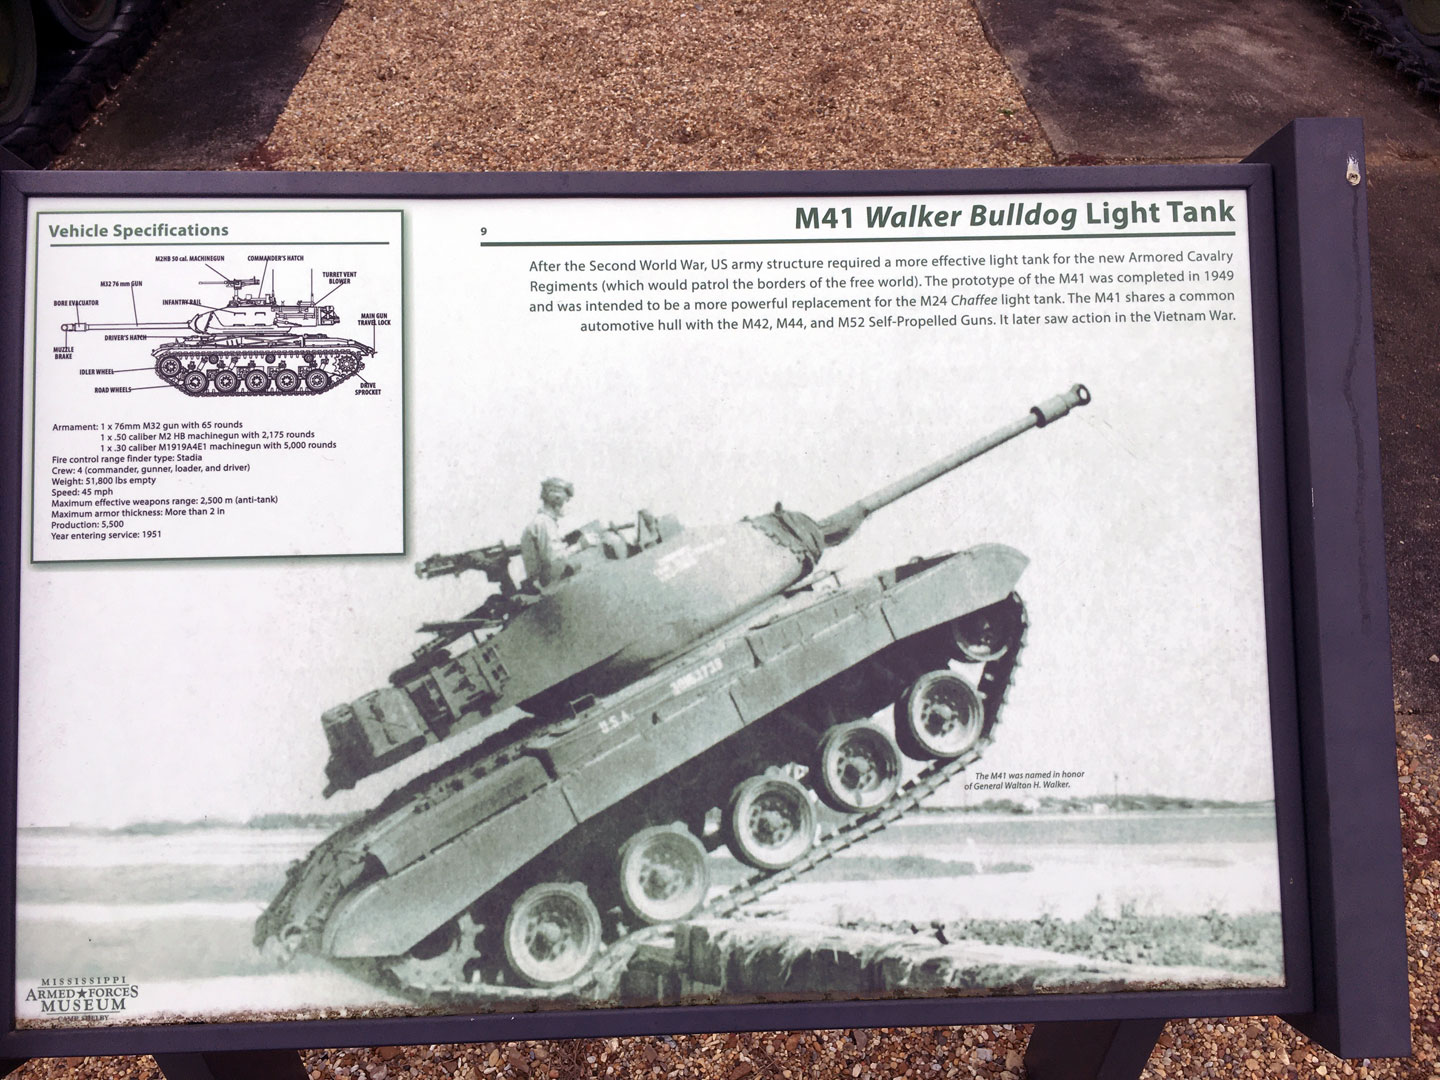 Vehicle Specifications
M2HB 50 cal. MACHINEGUN
COMMANDER'S HATCH
TURRET VENT
BLOWER
M32 76 mm GUN
BORE EVACUATOR
INFANTRY RAIL
MAIN GUN
TRAVEL LOCK
DRIVER'S HATCH
MUZZLE
BRAKE
IDLER WHEEL
ROAD WHEELS
DRIVE
SPROCKET
Armament: 1 x 76mm M32 gun with 65 rounds
1 x .50 caliber M2 HB machinegun with 2,175 rounds
1 x .30 caliber M1919A4E1 machinegun with 5,000 rounds
Fire control range finder type: Stadia
Crew: 4 (commander, gunner, loader, and driver)
Weight: 51,800 lbs empty
Speed: 45 mph
Maximum effective weapons range: 2,500 m (anti-tank)
Maximum armor thickness: More than 2 in
Production: 5,500
Year entering service: 1951
9
M41 Walker Bulldog Light Tank
After the Second World War, US army structure required a more effective light tank for the new Armored Cavalry
Regiments (which would patrol the borders of the free world). The prototype of the M41 was completed in 1949
and was intended to be a more powerful replacement for the M24 Chaffee light tank. The M41 shares a common
automotive hull with the M42, M44, and M52 Self-Propelled Guns. It later saw action in the Vietnam War.
U.S.A.
The M41 was named in honor
of General Walton H. Walker.
MISSISSIPPI
ARMED★FORCES
MUSEUM
CAMP SHELBY